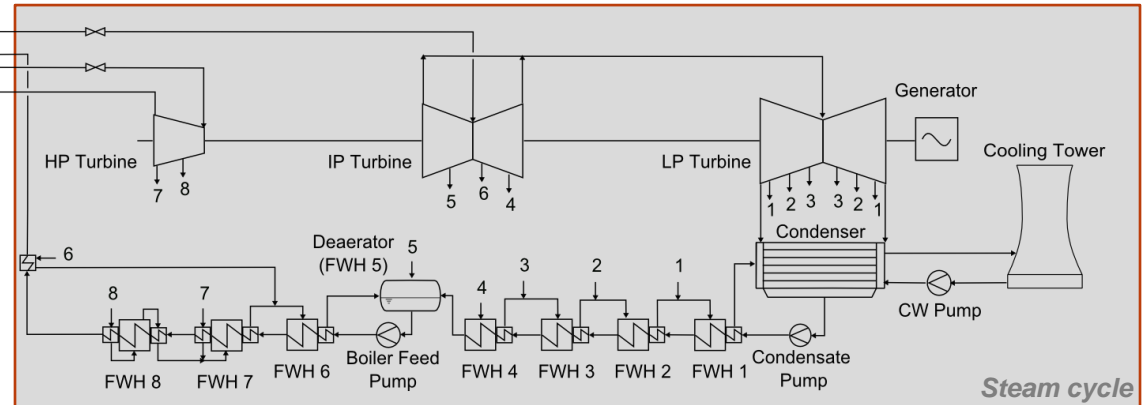 Generator
Cooling Tower
HP Turbine
IP Turbine
LP Turbine
7 8
5 6 4
1 2 3 3 2 1
Condenser
Deaerator
(FWH 5)
5
6
8 7
4 3 2 1
CW Pump
Boiler Feed
Pump
Condensate
Pump
FWH 8 FWH 7 FWH 6 FWH 4 FWH 3 FWH 2 FWH 1
Steam cycle